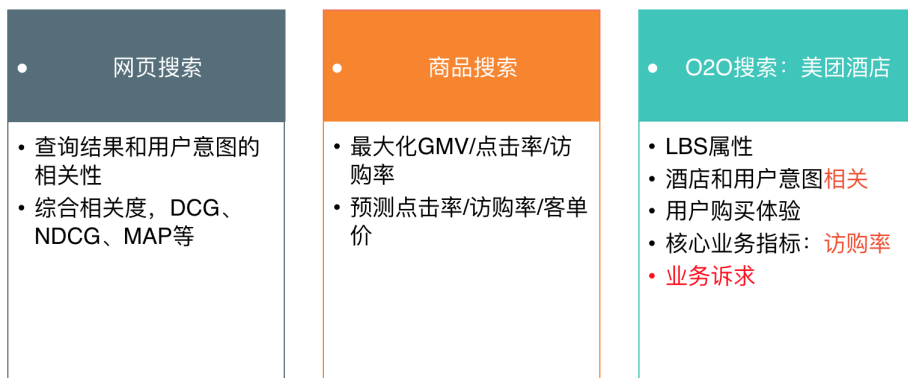 • 网页搜索
• 查询结果和用户意图的
相关性
• 综合相关度，DCG、
NDCG、MAP等
• 商品搜索
• 最大化GMV/点击率/访
购率
• 预测点击率/访购率/客单
价
• O2O搜索：美团酒店
• LBS属性
• 酒店和用户意图相关
• 用户购买体验
• 核心业务指标：访购率
• 业务诉求